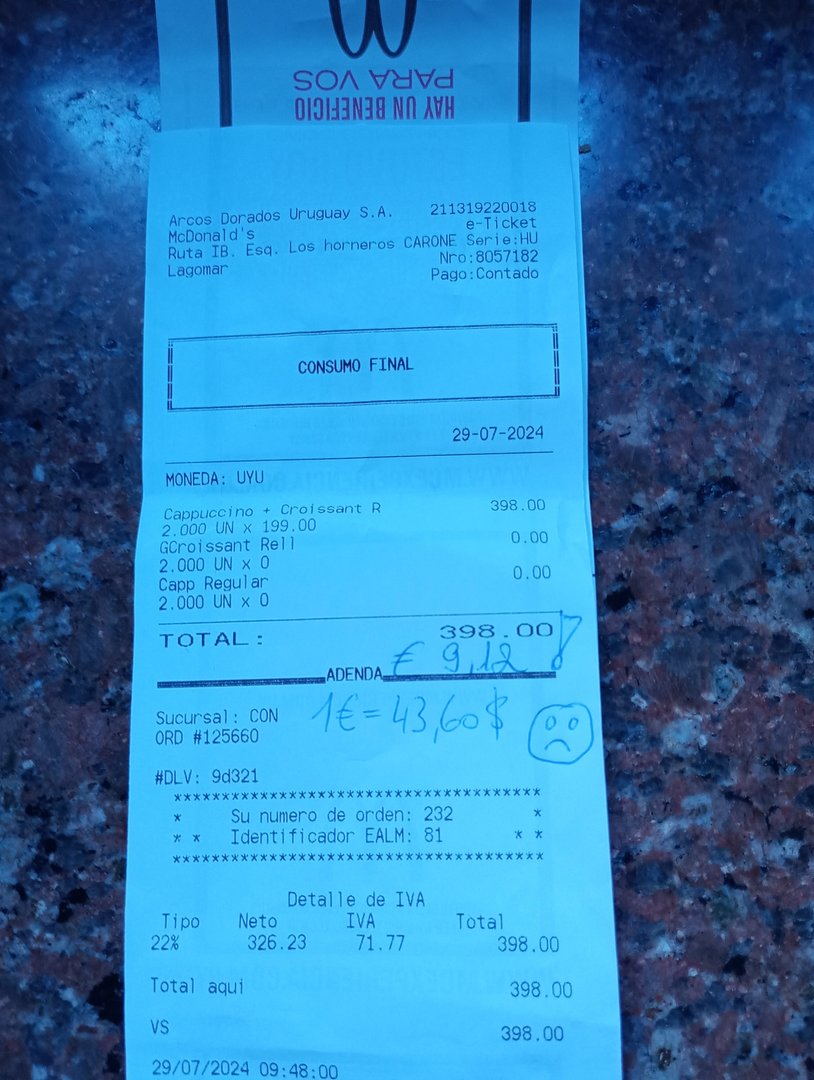 HAY UN BENEFICIO
PARA VOS
Arcos Dorados Uruguay S.A. 211319220018
McDonald's e-Ticket
Ruta IB. Esq. Los horneros CARONE Serie:HU
Lagomar Nro:8057182
Pago:Contado
CONSUMO FINAL
29-07-2024
MONEDA: UYU
Cappuccino + Croissant R 398.00
2.000 UN x 199.00
GCroissant Rell 0.00
2.000 UN x 0
Capp Regular 0.00
2.000 UN x 0
TOTAL: 398.00
€ 9,12 !
ADENDA
1€ = 43,60 $
Sucursal: CON
ORD #125660
#DLV: 9d321
**************************************
* Su numero de orden: 232 *
* * Identificador EALM: 81 * *
**************************************
Detalle de IVA
Tipo Neto IVA Total
22% 326.23 71.77 398.00
Total aqui 398.00
VS 398.00
29/07/2024 09:48:00